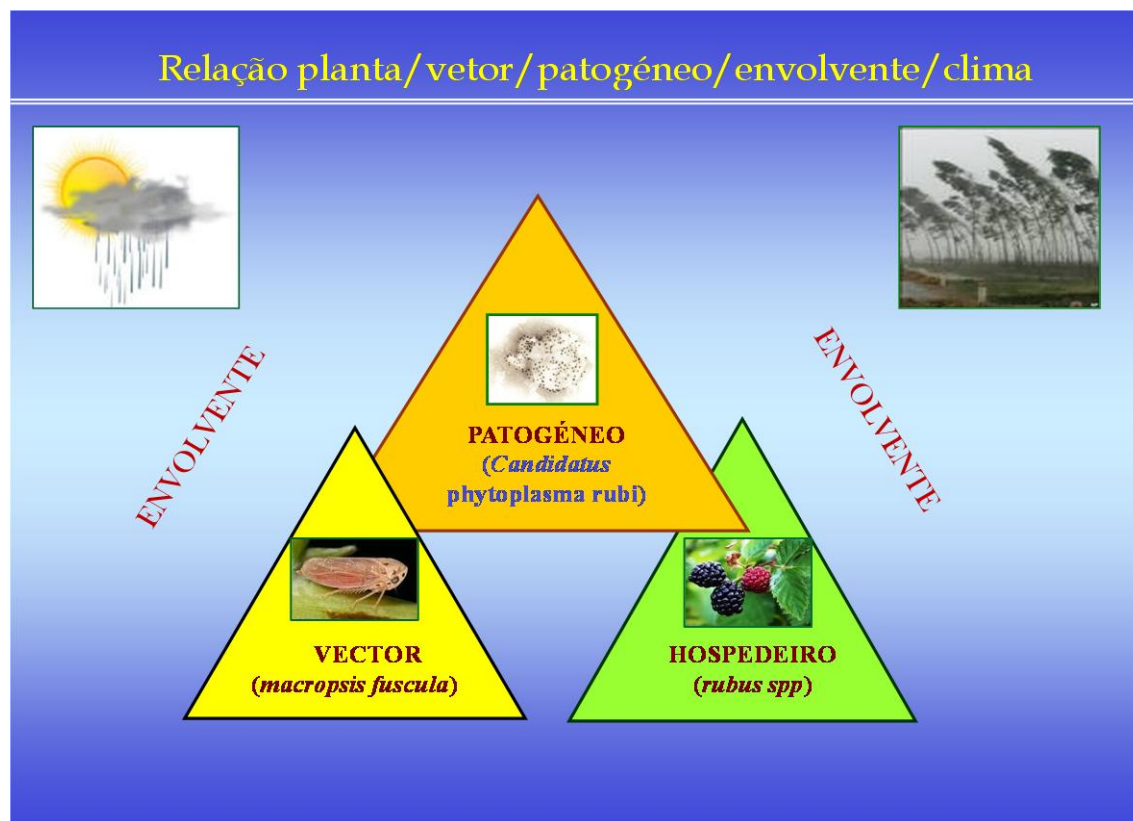 Relação planta/vetor/patogéneo/envolvente/clima
ENVOLVENTE
ENVOLVENTE
PATOGÉNEO
(Candidatus
phytoplasma rubi)
VECTOR
(macropsis fuscula)
HOSPEDEIRO
(rubus spp)